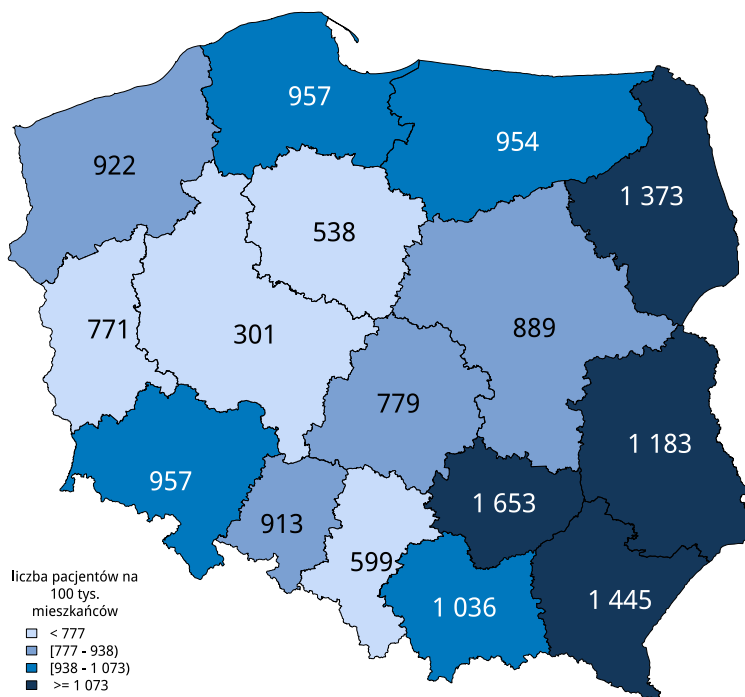 957
954
922
1 373
538
771
301
889
779
1 183
957
1 653
913
599
1 445
1 036
liczba pacjentów na
100 tys.
mieszkańców
< 777
[777 - 938)
[938 - 1 073)
>= 1 073